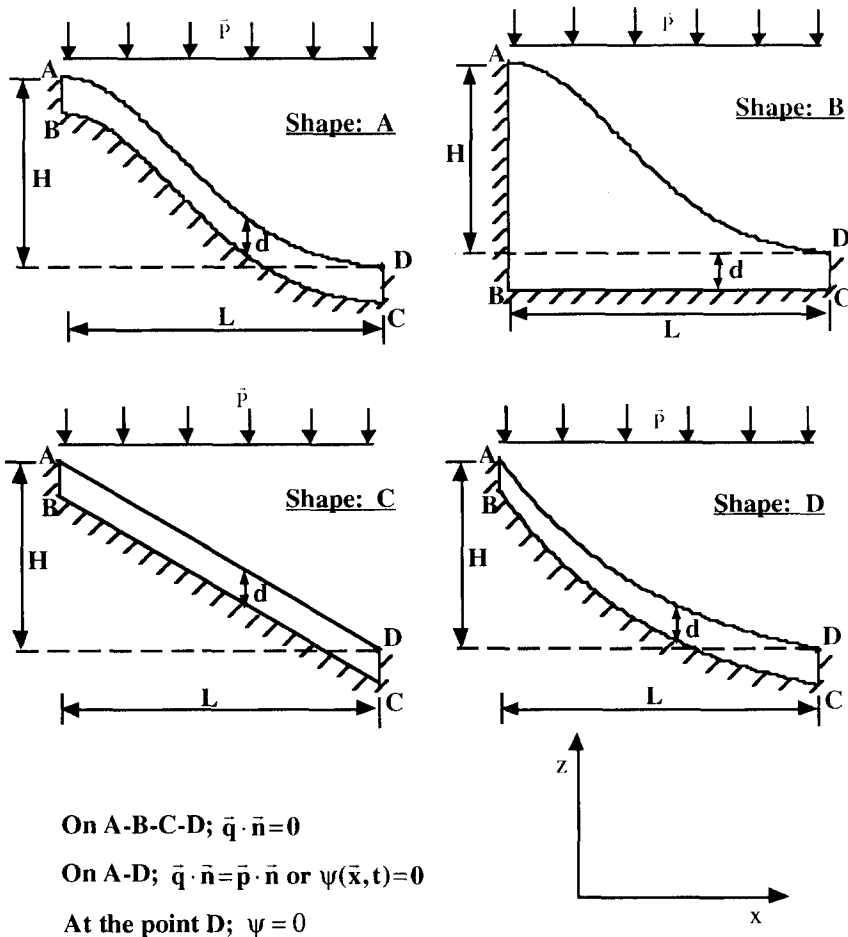 p⃗
A
B
H
Shape: A
d
D
L
C
p⃗
A
Shape: B
H
D
d
B
L
C
p⃗
A
B
Shape: C
H
d
D
L
C
p⃗
A
B
Shape: D
H
d
D
L
C
z
x
On A-B-C-D; q⃗ · n⃗=0
On A-D; q⃗ · n⃗=p⃗ · n⃗ or ψ(x⃗,t)=0
At the point D; ψ = 0